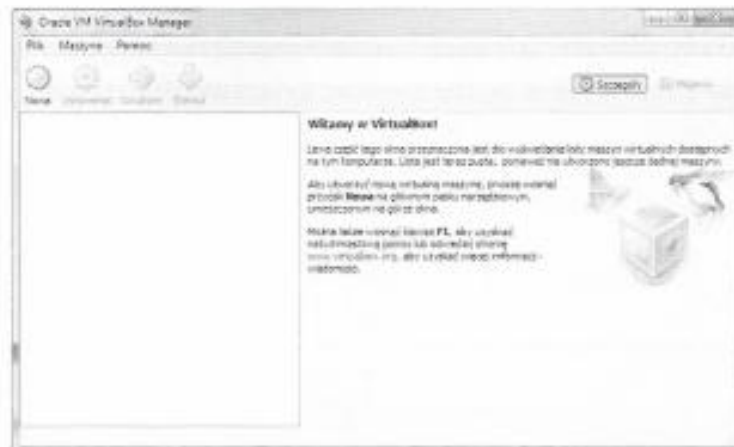 Oracle VM VirtualBox Manager
Plik Maszyna Pomoc
Nowa Ustawienia
Szczegóły
Witamy w VirtualBox!
Lewa część tego okna przeznaczona jest do wyświetlania listy maszyn wirtualnych dostępnych
na tym komputerze. Lista jest teraz pusta, ponieważ nie utworzono jeszcze żadnej maszyny.
Aby utworzyć nową wirtualną maszynę, proszę wcisnąć
przycisk Nowa na głównym pasku narzędziowym,
umieszczonym na górze okna.
Można także wcisnąć klawisz F1, aby uzyskać
natychmiastową pomoc lub odwiedzić stronę
www.virtualbox.org, aby uzyskać więcej informacji i
wiadomości.